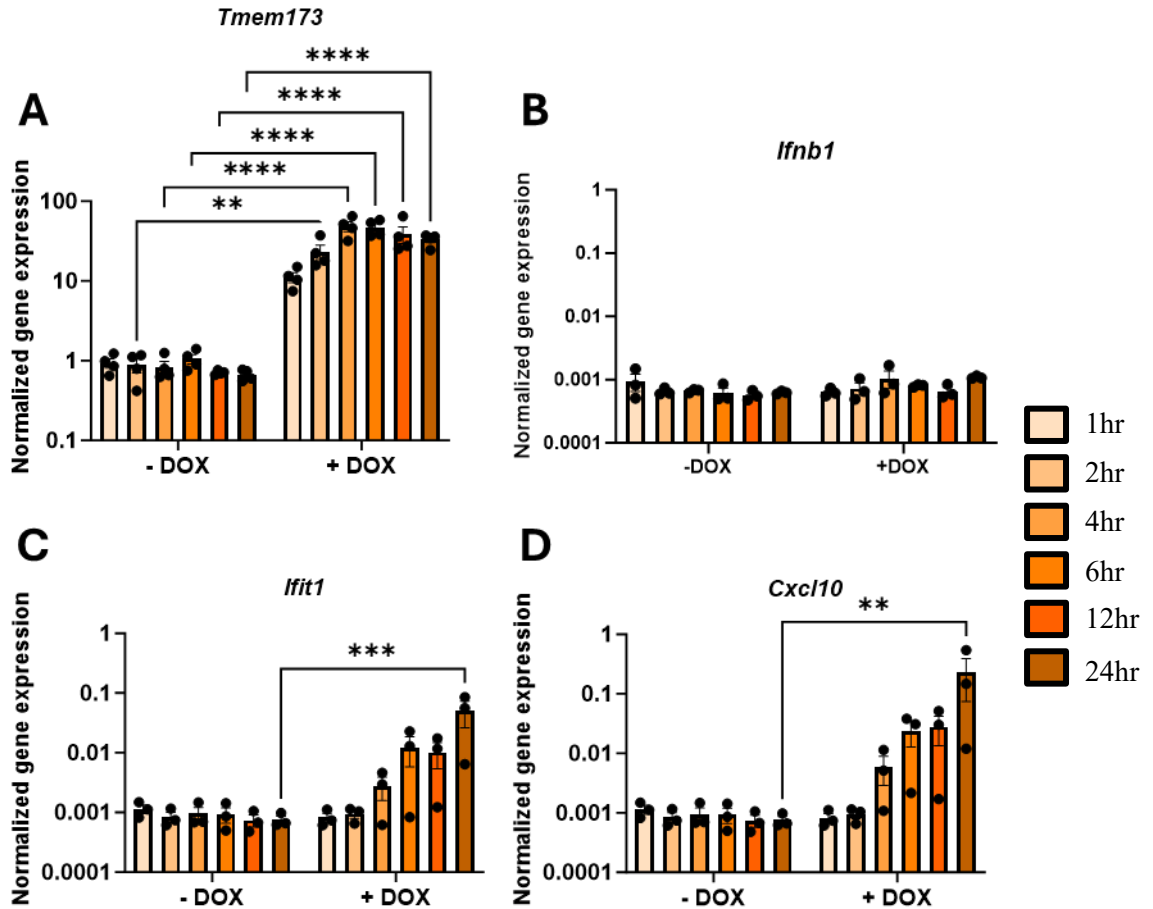 Tmem173
A
Normalized gene expression
100
10
1
0.1
**
****
****
****
****
- DOX
+ DOX
B
Ifnb1
Normalized gene expression
1
0.1
0.01
0.001
0.0001
-DOX
+DOX
1hr
2hr
4hr
6hr
12hr
24hr
C
Ifit1
Normalized gene expression
1
0.1
0.01
0.001
0.0001
***
- DOX
+ DOX
D
Cxcl10
Normalized gene expression
1
0.1
0.01
0.001
0.0001
**
- DOX
+ DOX